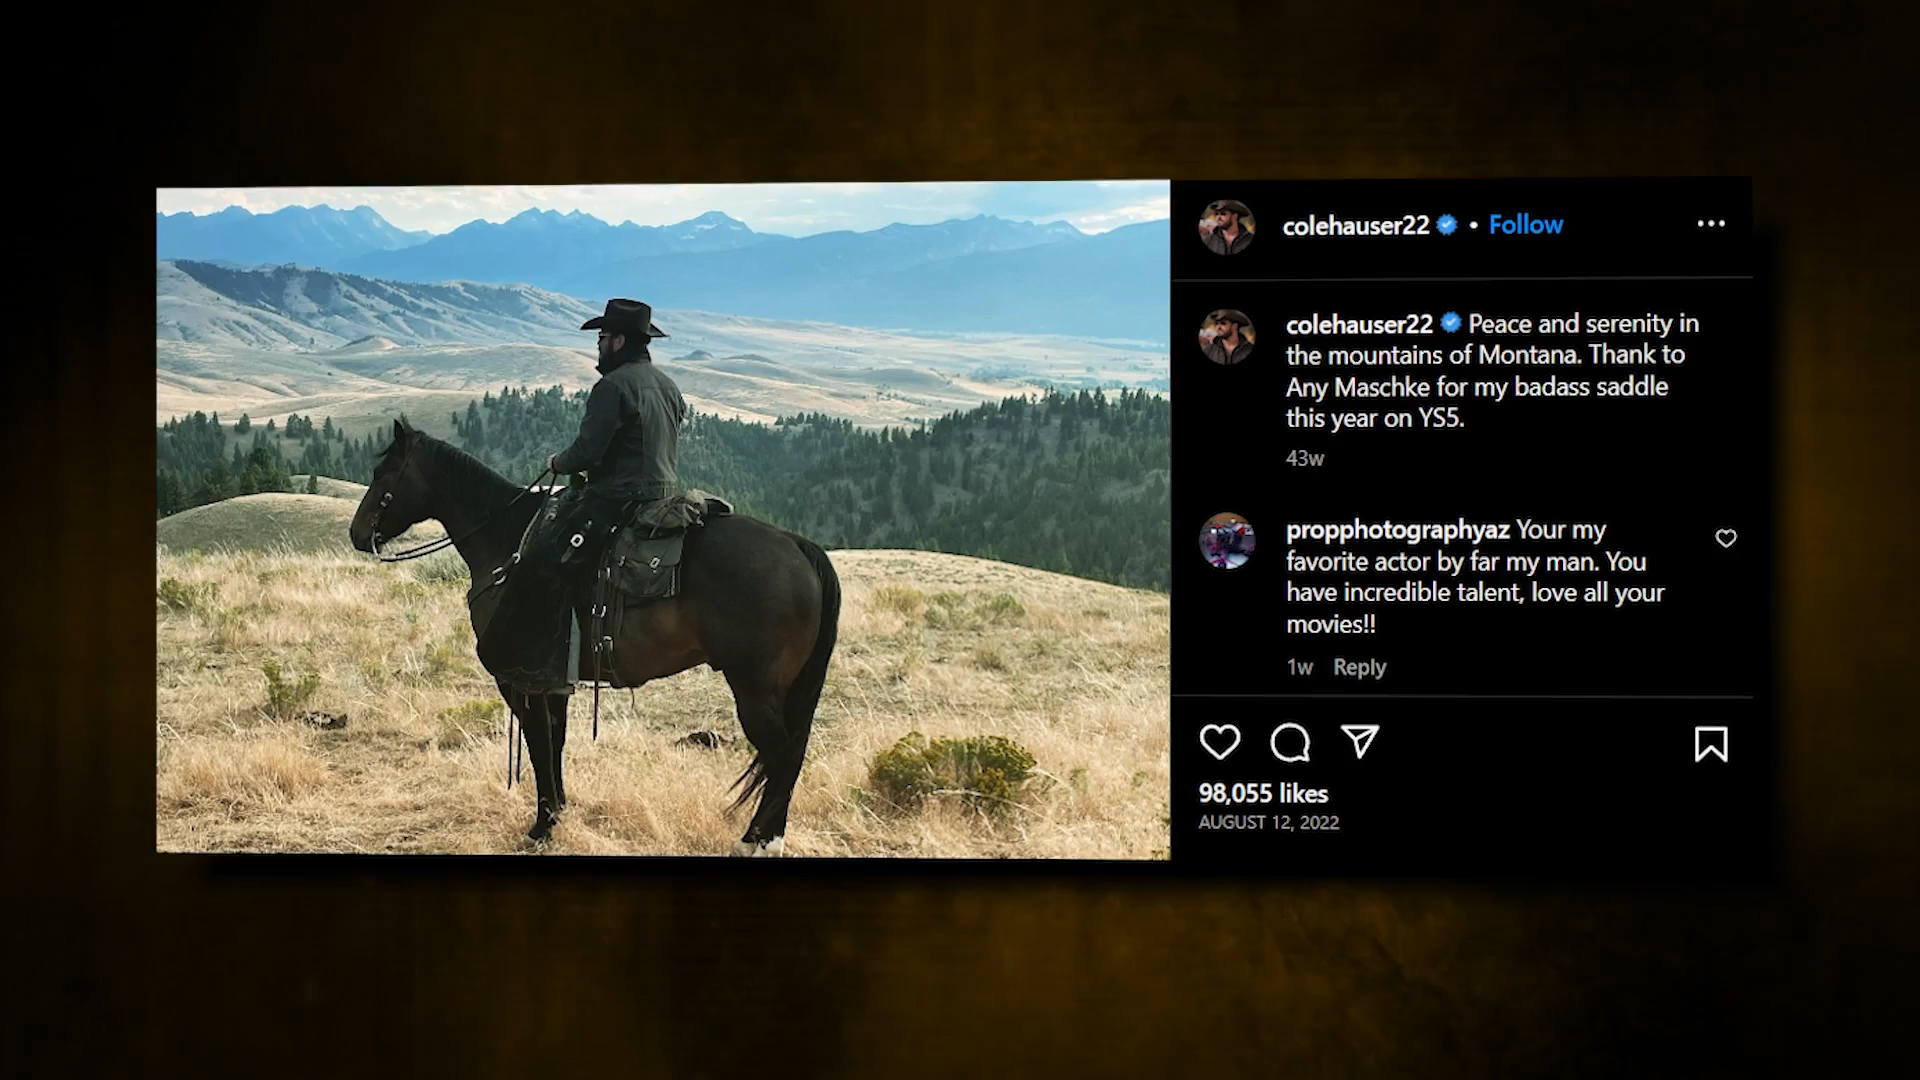 colehauser22 • Follow
colehauser22 Peace and serenity in
the mountains of Montana. Thank to
Any Maschke for my badass saddle
this year on YS5.
43w
propphotographyaz Your my
favorite actor by far my man. You
have incredible talent, love all your
movies!!
1w Reply
98,055 likes
AUGUST 12, 2022